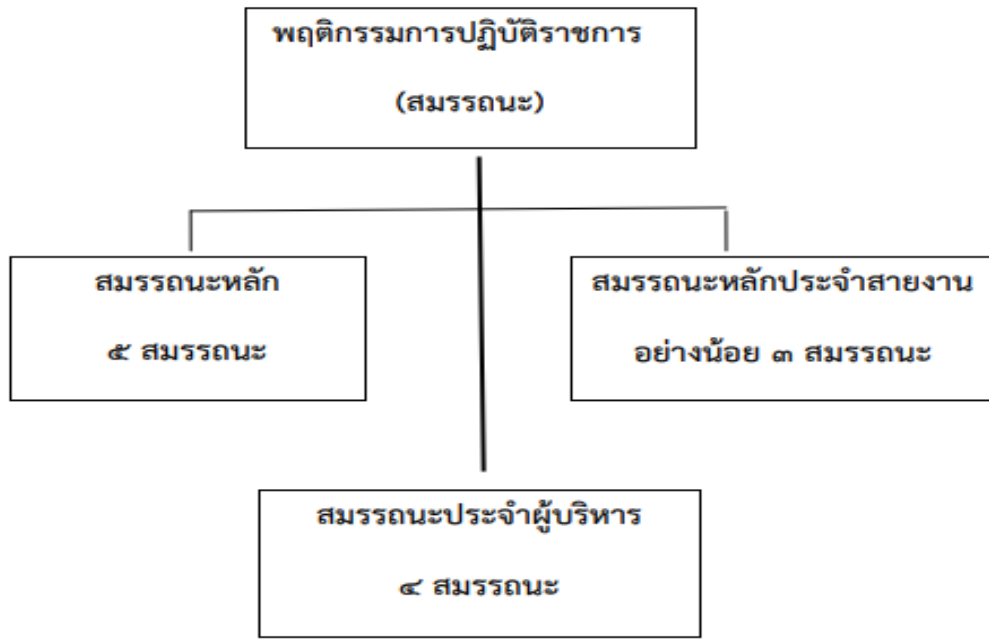 พฤติกรรมการปฏิบัติราชการ
(สมรรถนะ)
สมรรถนะหลัก
๕ สมรรถนะ
สมรรถนะหลักประจำสายงาน
อย่างน้อย ๓ สมรรถนะ
สมรรถนะประจำผู้บริหาร
๔ สมรรถนะ